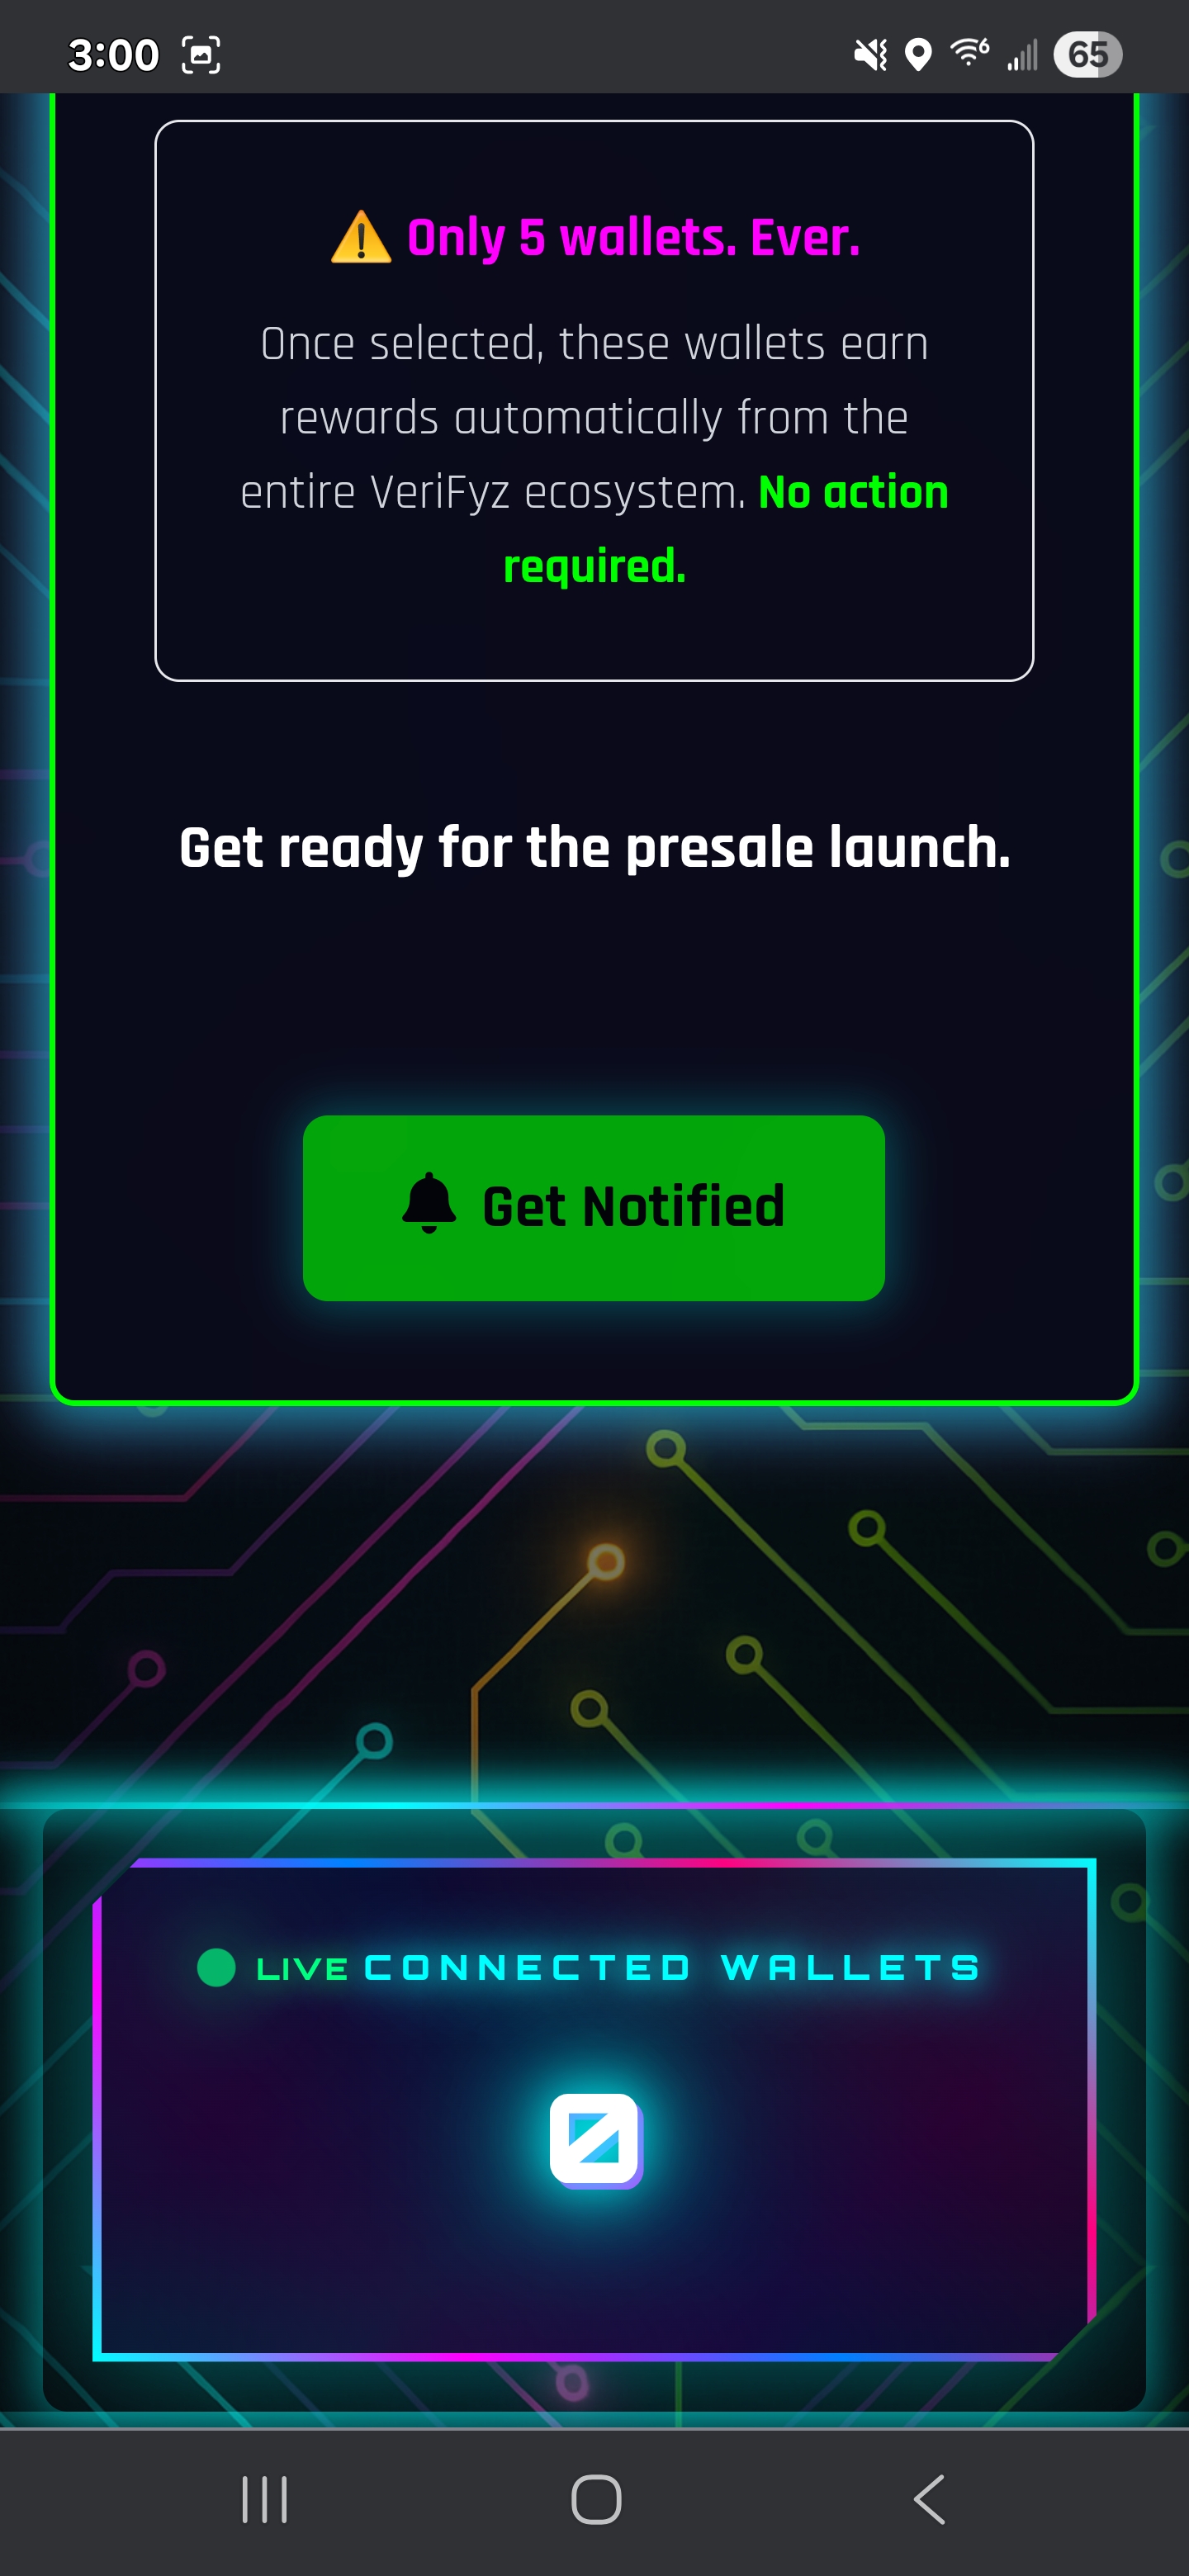 3:00
6
65
⚠️ Only 5 wallets. Ever.
Once selected, these wallets earn
rewards automatically from the
entire VeriFyz ecosystem. No action
required.
Get ready for the presale launch.
Get Notified
LIVE CONNECTED WALLETS